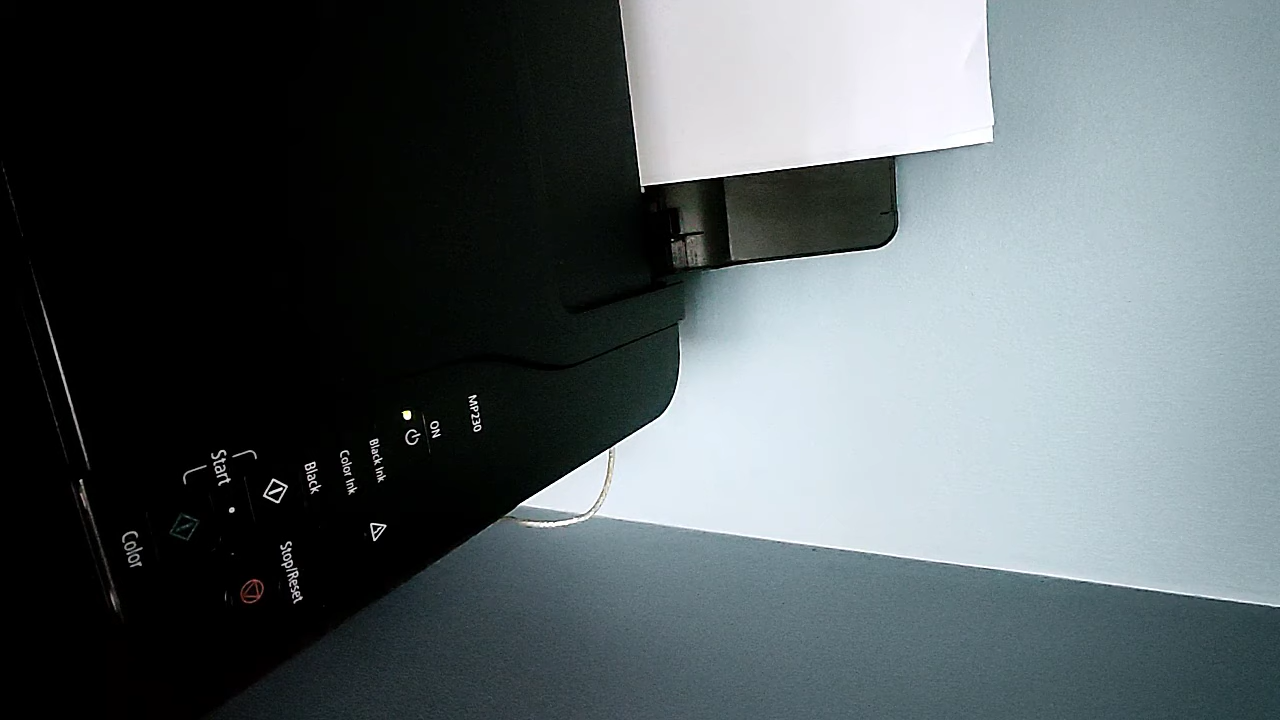 MP230
ON
Black Ink
Color Ink
Black
Start
Stop/Reset
Color